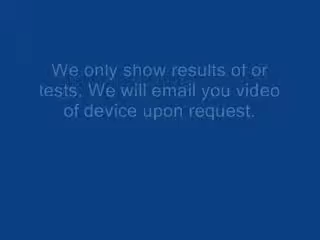 We only show results of or
tests. We will email you video
of device upon request.